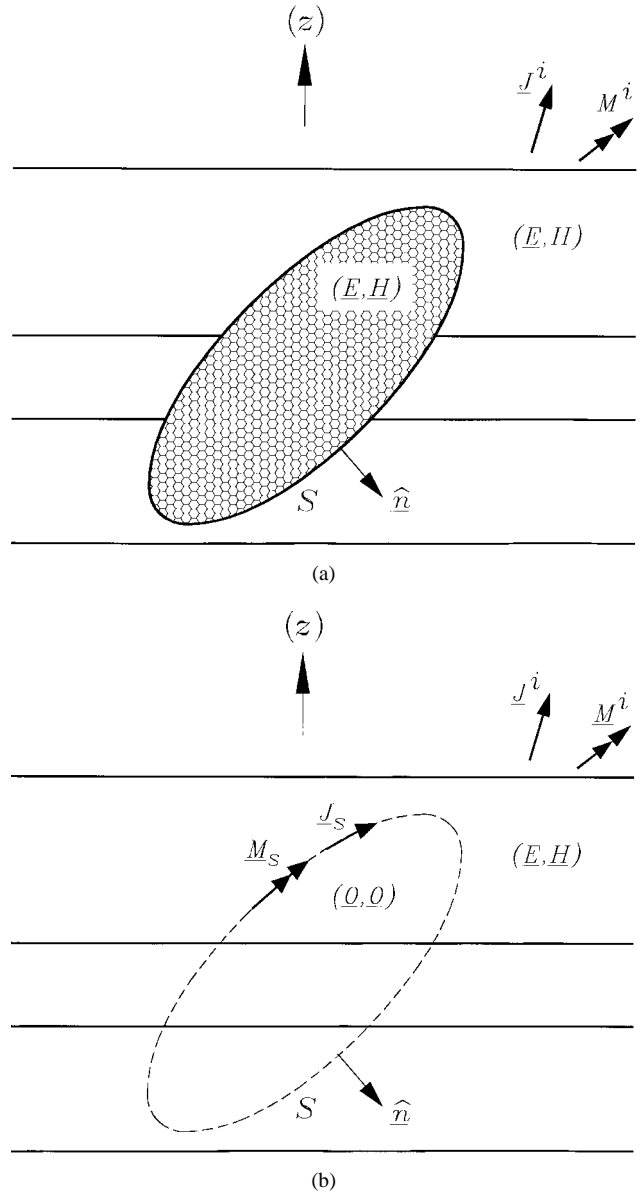 (z)
J^i
M^i
(E,H)
(E,H)
S
n̂
(a)
(z)
J^i
M^i
J_S
M_S
(E,H)
(0,0)
S
n̂
(b)